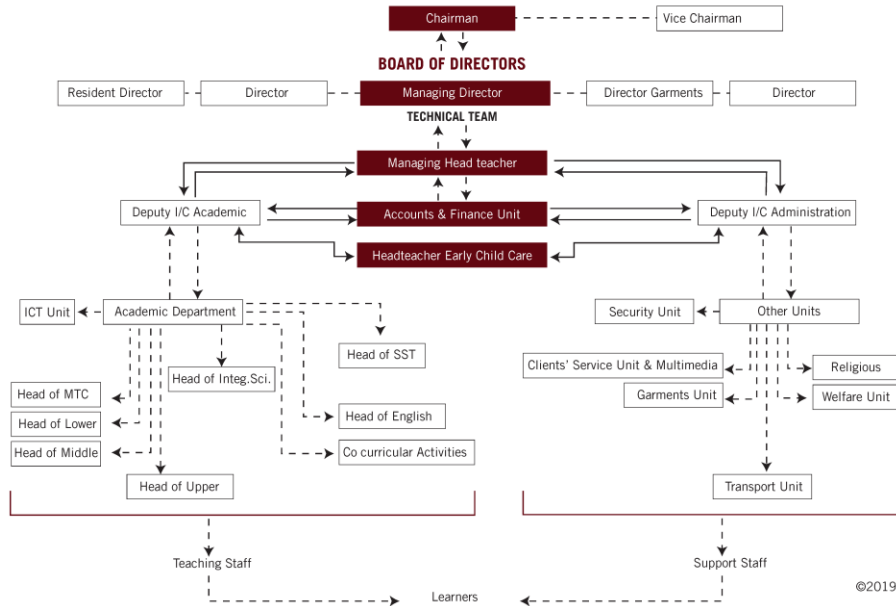 Chairman
Vice Chairman
BOARD OF DIRECTORS
Resident Director
Director
Managing Director
Director Garments
Director
TECHNICAL TEAM
Managing Head teacher
Deputy I/C Academic
Accounts & Finance Unit
Deputy I/C Administration
Headteacher Early Child Care
ICT Unit
Academic Department
Security Unit
Other Units
Head of SST
Head of Integ.Sci.
Clients' Service Unit & Multimedia
Religious
Head of MTC
Garments Unit
Welfare Unit
Head of Lower
Head of English
Head of Middle
Co curricular Activities
Head of Upper
Transport Unit
Teaching Staff
Support Staff
Learners
©2019